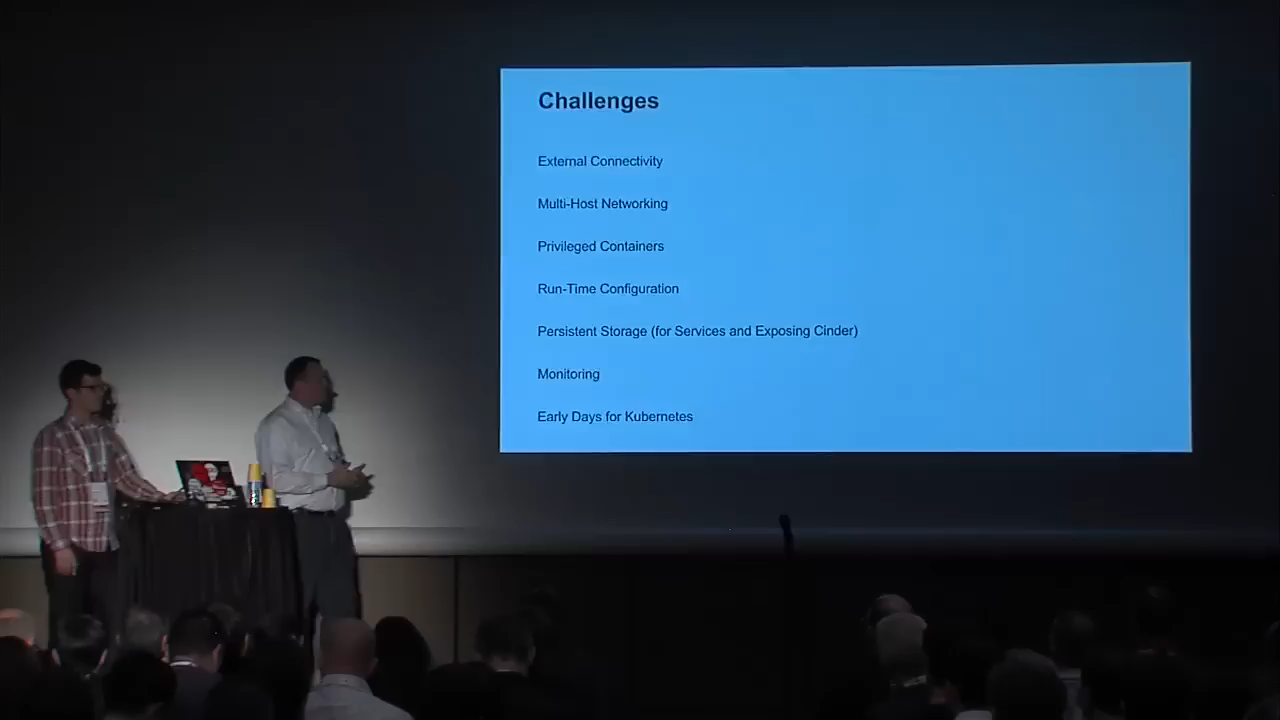 Challenges
External Connectivity
Multi-Host Networking
Privileged Containers
Run-Time Configuration
Persistent Storage (for Services and Exposing Cinder)
Monitoring
Early Days for Kubernetes